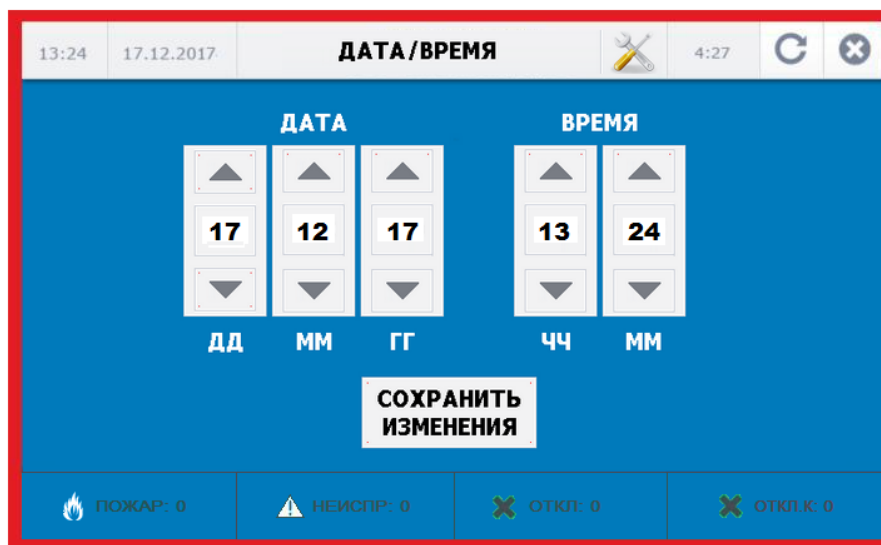 13:24 17.12.2017 ДАТА/ВРЕМЯ 4:27
ДАТА ВРЕМЯ
17 12 17 13 24
ДД ММ ГГ ЧЧ ММ
СОХРАНИТЬ
ИЗМЕНЕНИЯ
ПОЖАР: 0 НЕИСПР: 0 ОТКЛ: 0 ОТКЛ.К: 0